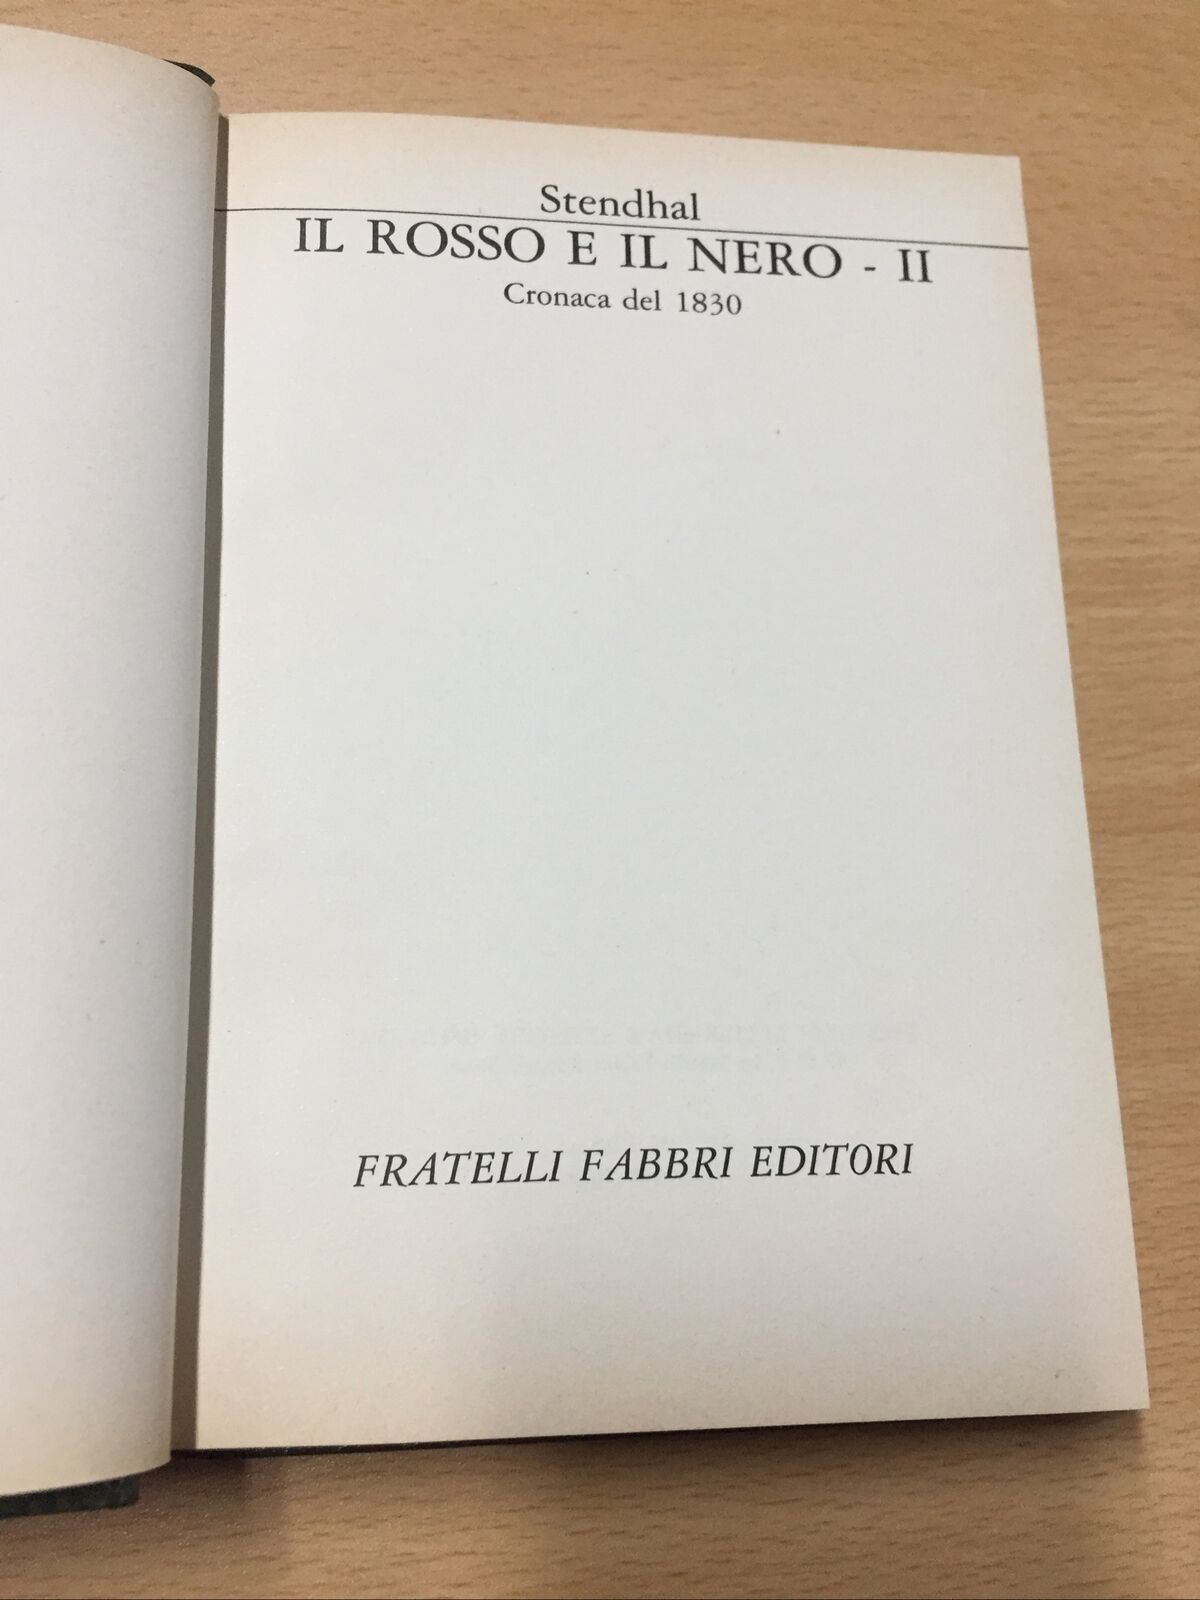 Stendhal
IL ROSSO E IL NERO - II
Cronaca del 1830
FRATELLI FABBRI EDITORI